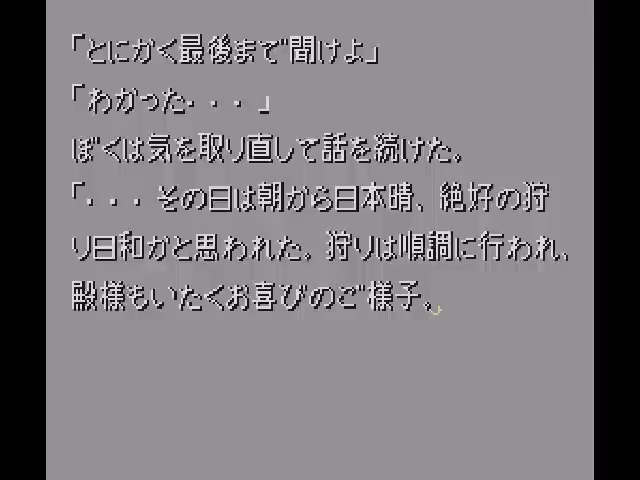 「とにかく最後まで聞けよ」
「わかった・・・」
ぼくは気を取り直して話を続けた。
「・・・その日は朝から日本晴、絶好の狩
り日和かと思われた。狩りは順調に行われ、
殿様もいたくお喜びのご様子。